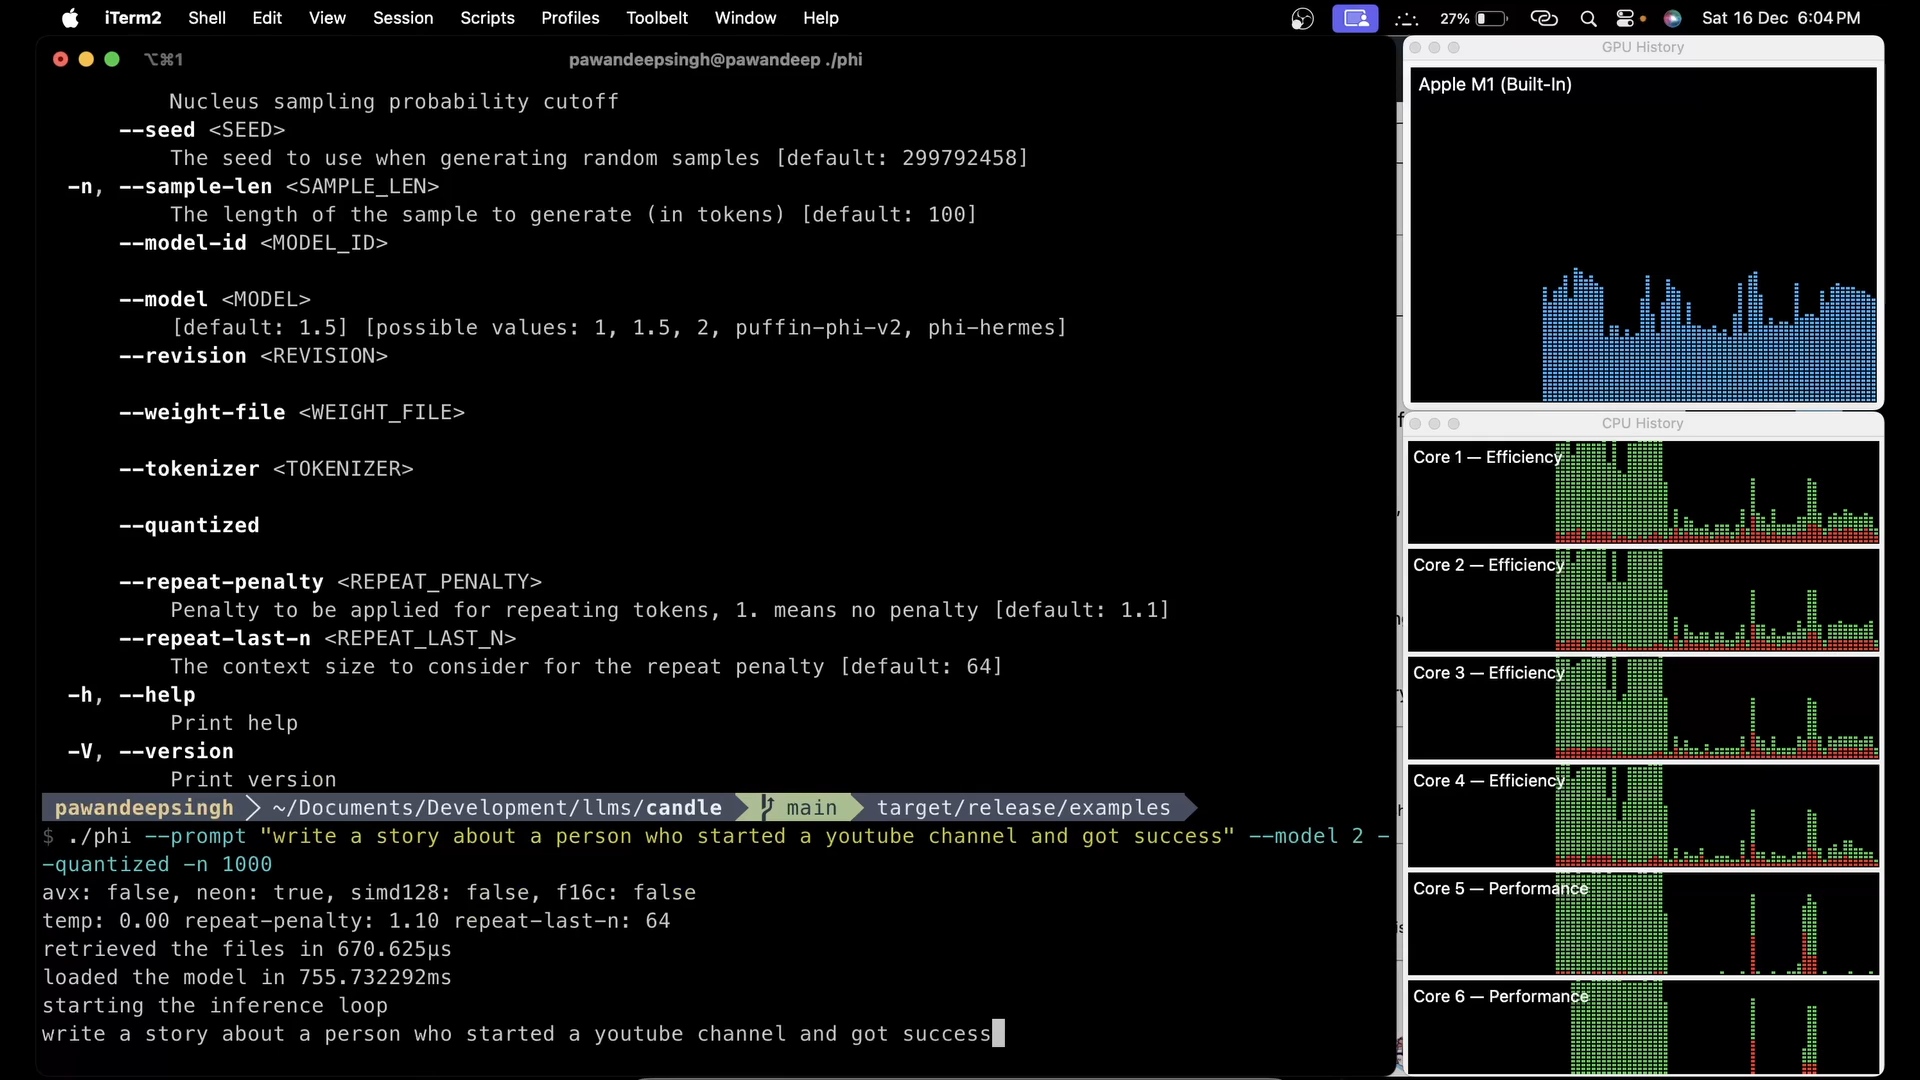 iTerm2 Shell Edit View Session Scripts Profiles Toolbelt Window Help 27% Sat 16 Dec 6:04 PM
⌥⌘1 pawandeepsingh@pawandeep ./phi
Nucleus sampling probability cutoff
--seed <SEED>
The seed to use when generating random samples [default: 299792458]
-n, --sample-len <SAMPLE_LEN>
The length of the sample to generate (in tokens) [default: 100]
--model-id <MODEL_ID>
--model <MODEL>
[default: 1.5] [possible values: 1, 1.5, 2, puffin-phi-v2, phi-hermes]
--revision <REVISION>
--weight-file <WEIGHT_FILE>
--tokenizer <TOKENIZER>
--quantized
--repeat-penalty <REPEAT_PENALTY>
Penalty to be applied for repeating tokens, 1. means no penalty [default: 1.1]
--repeat-last-n <REPEAT_LAST_N>
The context size to consider for the repeat penalty [default: 64]
-h, --help
Print help
-V, --version
Print version
pawandeepsingh ~/Documents/Development/llms/candle main target/release/examples
$ ./phi --prompt "write a story about a person who started a youtube channel and got success" --model 2 -
-quantized -n 1000
avx: false, neon: true, simd128: false, f16c: false
temp: 0.00 repeat-penalty: 1.10 repeat-last-n: 64
retrieved the files in 670.625µs
loaded the model in 755.732292ms
starting the inference loop
write a story about a person who started a youtube channel and got success
GPU History
Apple M1 (Built-In)
CPU History
Core 1 — Efficiency
Core 2 — Efficiency
Core 3 — Efficiency
Core 4 — Efficiency
Core 5 — Performance
Core 6 — Performance